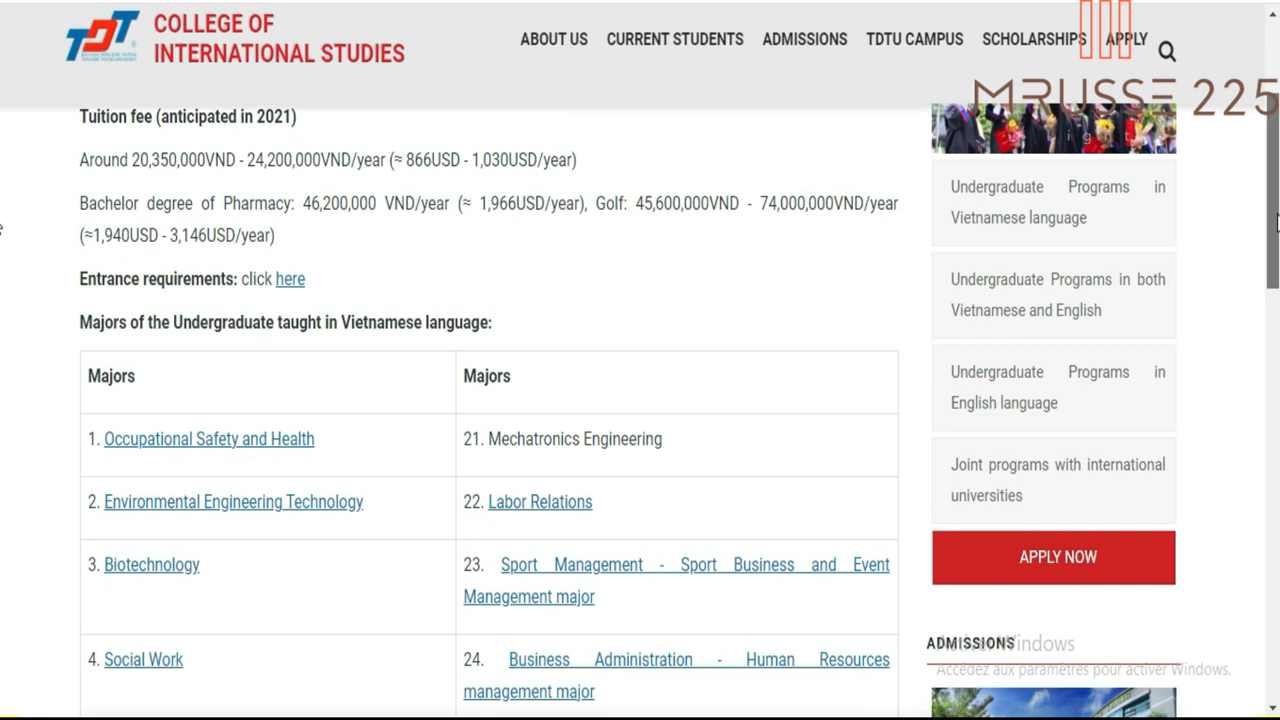 TDT
COLLEGE OF
INTERNATIONAL STUDIES
ABOUT US
CURRENT STUDENTS
ADMISSIONS
TDTU CAMPUS
SCHOLARSHIPS
APPLY
MRUSSE 225
Tuition fee (anticipated in 2021)
Around 20,350,000VND - 24,200,000VND/year (≈ 866USD - 1,030USD/year)
Bachelor degree of Pharmacy: 46,200,000 VND/year (≈ 1,966USD/year), Golf: 45,600,000VND - 74,000,000VND/year
(≈1,940USD - 3,146USD/year)
Entrance requirements: click here
Majors of the Undergraduate taught in Vietnamese language:
Majors
Majors
1. Occupational Safety and Health
21. Mechatronics Engineering
2. Environmental Engineering Technology
22. Labor Relations
3. Biotechnology
23. Sport Management - Sport Business and Event
Management major
4. Social Work
24. Business Administration - Human Resources
management major
Undergraduate Programs in
Vietnamese language
Undergraduate Programs in both
Vietnamese and English
Undergraduate Programs in
English language
Joint programs with international
universities
APPLY NOW
ADMISSIONS
Activer Windows
Accédez aux paramètres pour activer Windows.